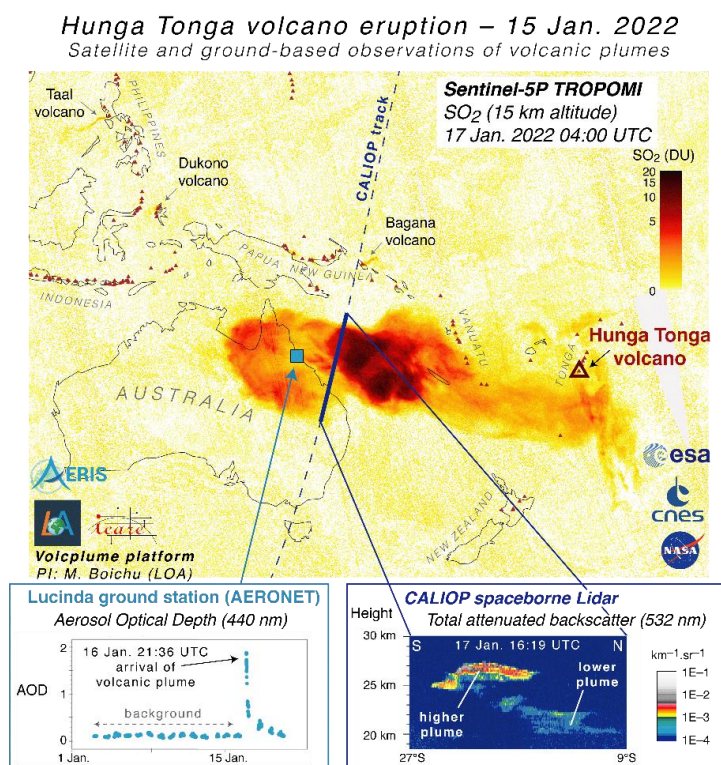 Hunga Tonga volcano eruption – 15 Jan. 2022
Satellite and ground-based observations of volcanic plumes
Sentinel-5P TROPOMI
SO2 (15 km altitude)
17 Jan. 2022 04:00 UTC
SO2 (DU)
20
15
10
5
0
Taal
volcano
PHILIPPINES
Dukono
volcano
CALIOP track
Bagana
volcano
PAPUA NEW GUINEA
INDONESIA
VANUATU
TONGA
Hunga Tonga
volcano
AUSTRALIA
NEW ZEALAND
AERIS
LOA
icare
Volcplume platform
PI: M. Boichu (LOA)
esa
cnes
NASA
Lucinda ground station (AERONET)
Aerosol Optical Depth (440 nm)
16 Jan. 21:36 UTC
arrival of
volcanic plume
background
AOD
2
1
0
1 Jan.
15 Jan.
CALIOP spaceborne Lidar
Total attenuated backscatter (532 nm)
Height
30 km
25 km
20 km
S
17 Jan. 16:19 UTC
N
lower
plume
higher
plume
27°S
9°S
km⁻¹.sr⁻¹
1E–1
1E–2
1E–3
1E–4